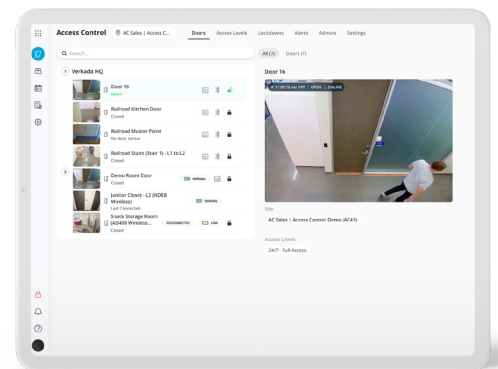 Access Control
AC Sales | Access C...
Doors
Access Levels
Lockdowns
Alerts
Admins
Settings
Search...
All (7)
Doors (7)
1 Verkada HQ
Door 16
Open
Railroad Kitchen Door
Closed
Railroad Muster Point
No door sensor
Railroad Stairs (Stair 1) - L1 to L2
Closed
2
Demo Room Door
Closed
NORMAL
Janitor Closet - L2 (NDEB
Wireless)
Last Connected
NORMAL
Snack Storage Room
(AD400 Wireless...
Closed
DISCONNECTED
LOW
Door 16
OPEN
ONLINE
Site
AC Sales | Access Control Demo (AC41)
Access Levels
24/7 - Full Access